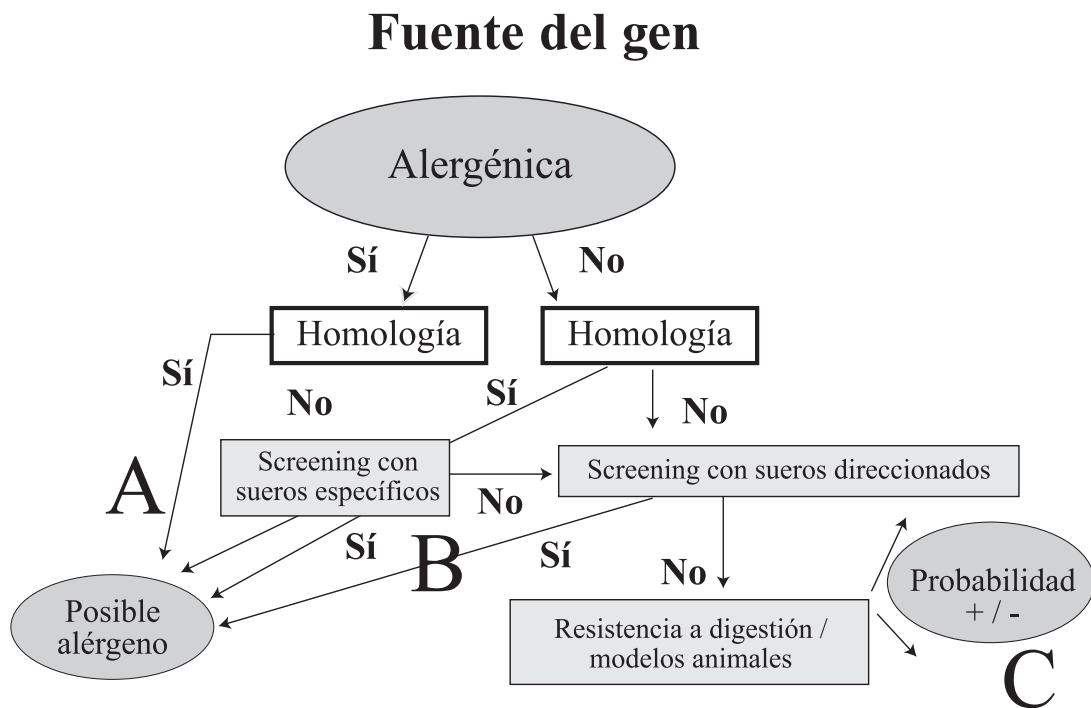 Fuente del gen
Alergénica
Sí
No
Homología
Homología
Sí
No
Sí
No
A
Screening con
sueros específicos
No
Screening con sueros direccionados
Sí
B
Sí
No
Posible
alérgeno
Resistencia a digestión /
modelos animales
Probabilidad
+ / -
C